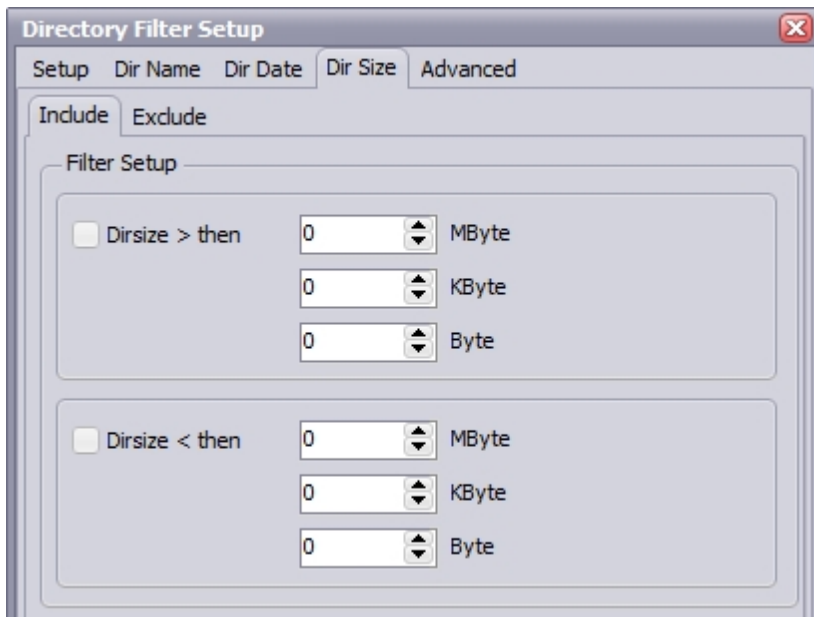 Directory Filter Setup
Setup Dir Name Dir Date Dir Size Advanced
Include Exclude
Filter Setup
Dirsize > then 0 MByte
0 KByte
0 Byte
Dirsize < then 0 MByte
0 KByte
0 Byte